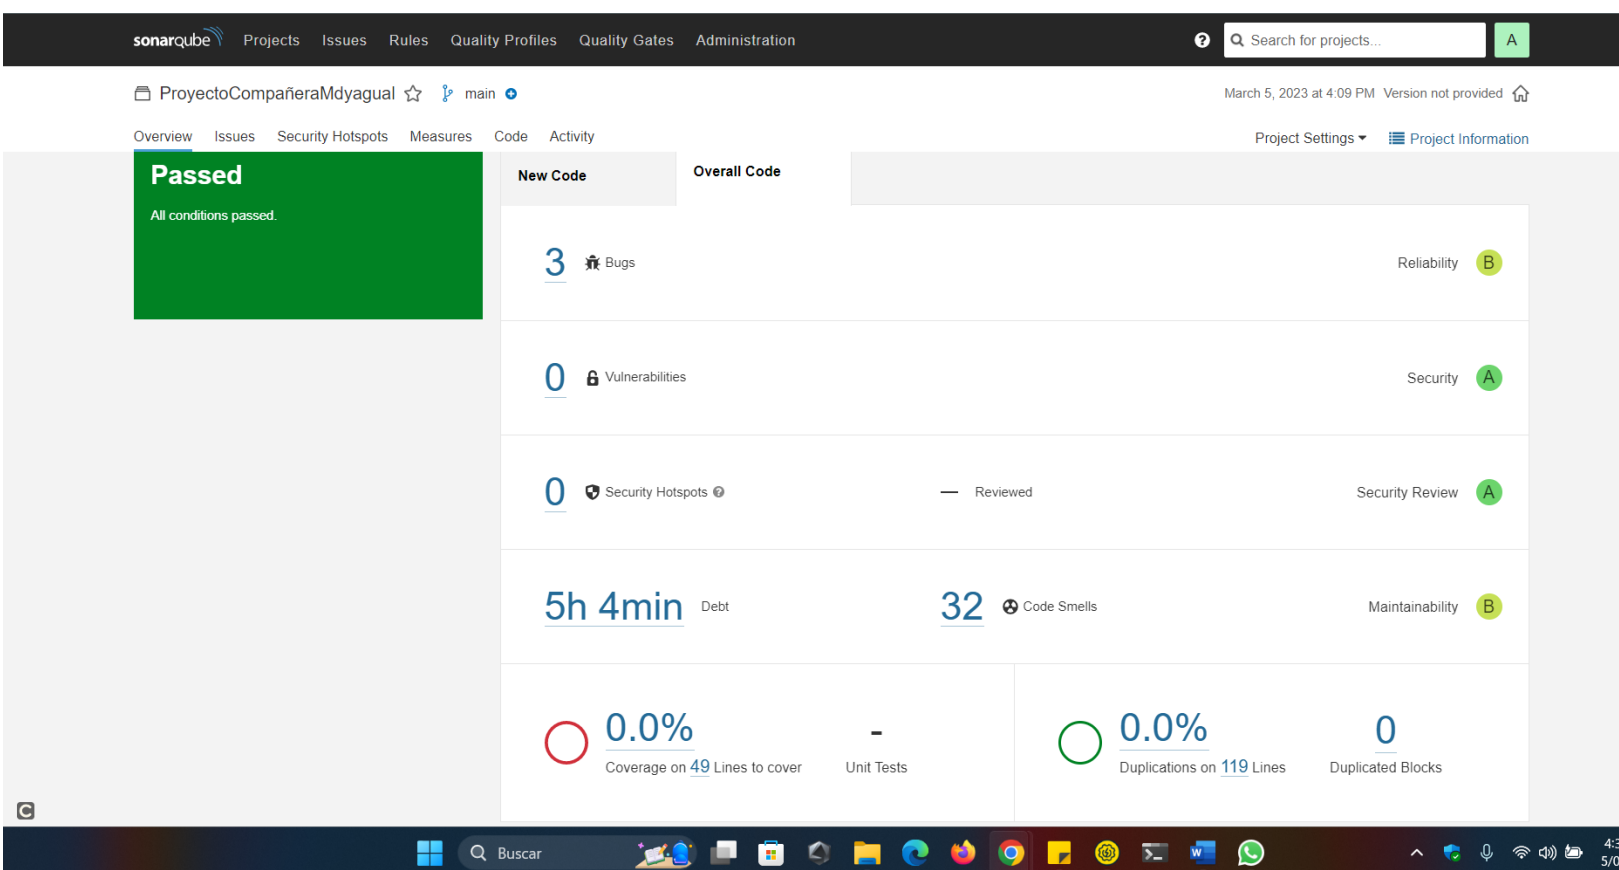 sonarqube Projects Issues Rules Quality Profiles Quality Gates Administration Search for projects... A
ProyectoCompañeraMdyagual main March 5, 2023 at 4:09 PM Version not provided
Overview Issues Security Hotspots Measures Code Activity Project Settings Project Information
Passed
All conditions passed.
New Code Overall Code
3 Bugs Reliability B
0 Vulnerabilities Security A
0 Security Hotspots — Reviewed Security Review A
5h 4min Debt 32 Code Smells Maintainability B
0.0% - 0.0% 0
Coverage on 49 Lines to cover Unit Tests Duplications on 119 Lines Duplicated Blocks
Buscar